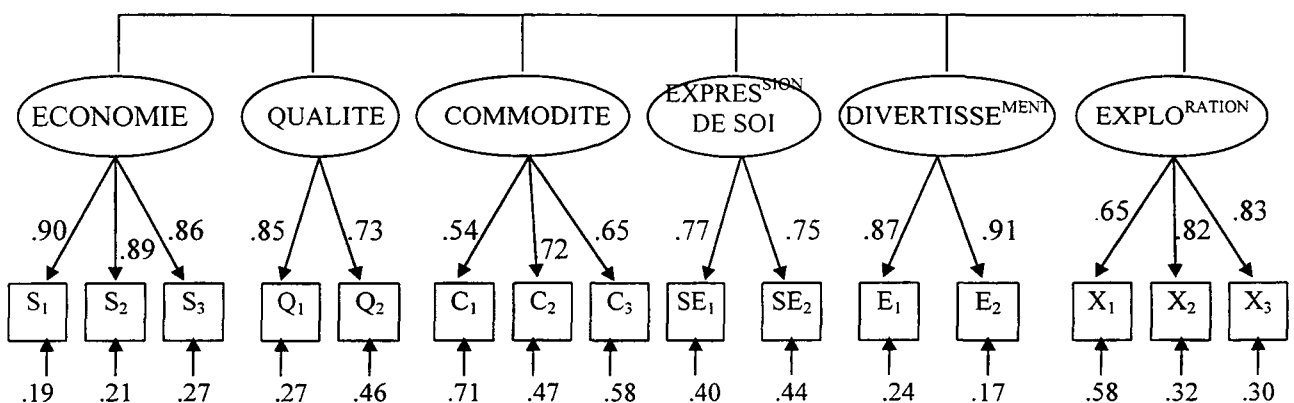 ECONOMIE QUALITE COMMODITE EXPRESSION DE SOI DIVERTISSEMENT EXPLORATION
.90 .89 .86 .85 .73 .54 .72 .65 .77 .75 .87 .91 .65 .82 .83
S₁ S₂ S₃ Q₁ Q₂ C₁ C₂ C₃ SE₁ SE₂ E₁ E₂ X₁ X₂ X₃
.19 .21 .27 .27 .46 .71 .47 .58 .40 .44 .24 .17 .58 .32 .30